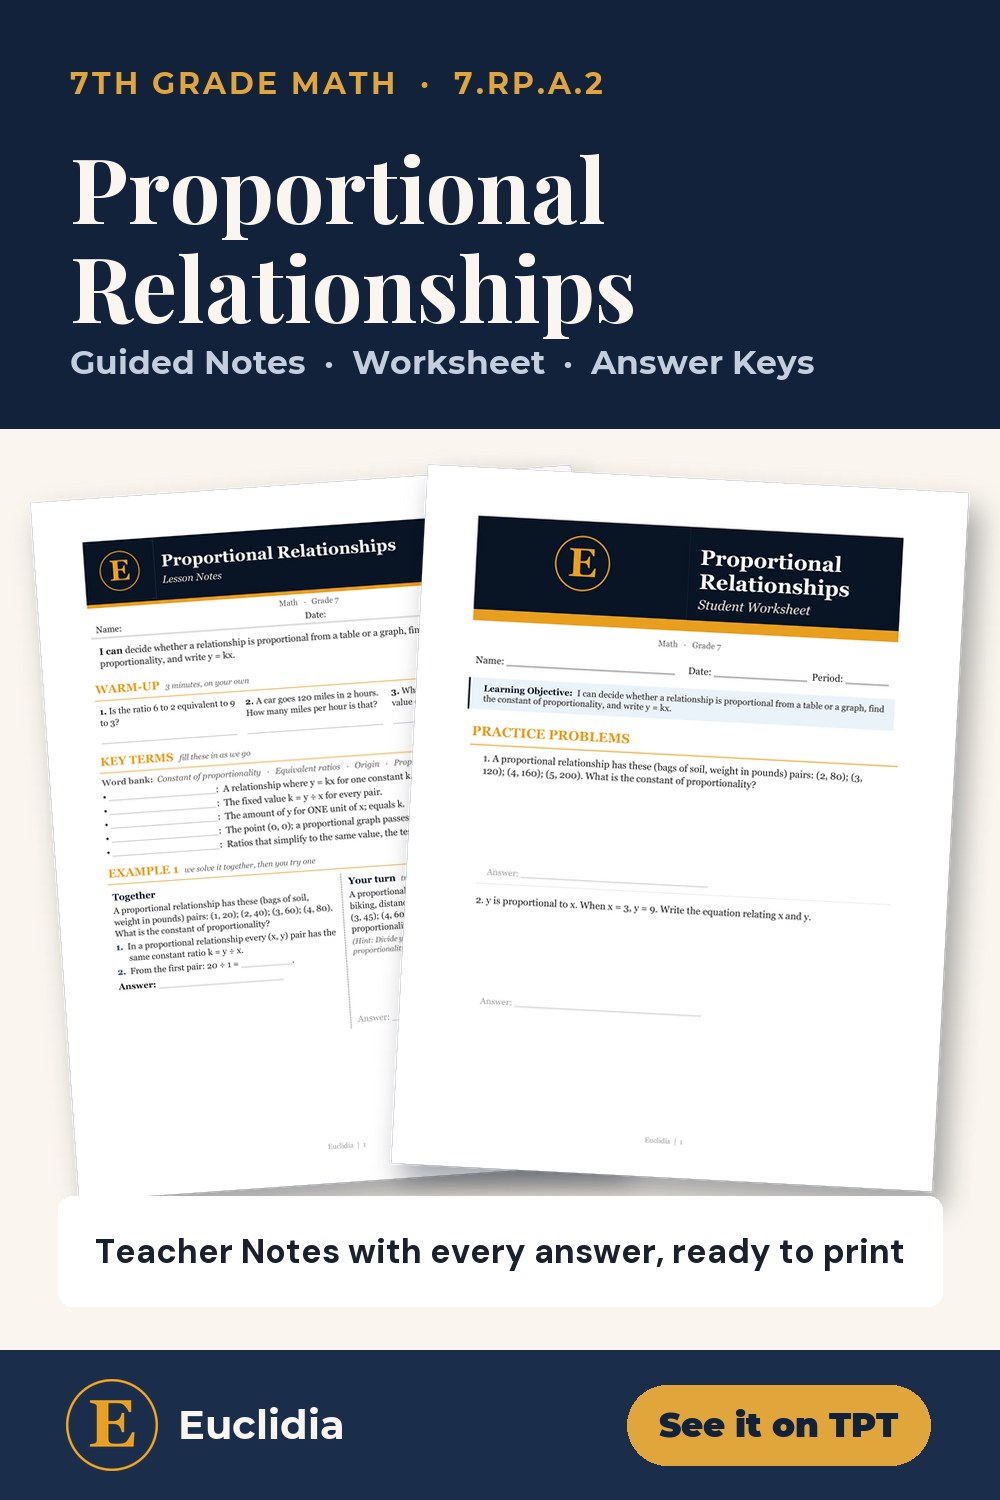 7TH GRADE MATH · 7.RP.A.2
Proportional
Relationships
Guided Notes · Worksheet · Answer Keys
E
Proportional Relationships
Lesson Notes
Math · Grade 7
Name:
Date:
I can decide whether a relationship is proportional from a table or a graph,
proportionality, and write y = kx.
WARM-UP 3 minutes, on your own
1. Is the ratio 6 to 2 equivalent to 9
to 3?
2. A car goes 120 miles in 2 hours.
How many miles per hour is that?
3.
value
KEY TERMS fill these in as we go
Word bank: Constant of proportionality · Equivalent ratios · Origin ·
• : A relationship where y = kx for one constant k
• : The fixed value k = y ÷ x for every pair.
• : The amount of y for ONE unit of x; equals k.
• : The point (0, 0); a proportional graph passes
• : Ratios that simplify to the same value, the
EXAMPLE 1 we solve it together, then you try one
Together
A proportional relationship has these (bags of soil,
weight in pounds) pairs: (1, 20); (2, 40); (3, 60); (4, 80).
What is the constant of proportionality?
1. In a proportional relationship every (x, y) pair has the
same constant ratio k = y ÷ x.
2. From the first pair: 20 ÷ 1 = .
Answer:
Your turn
A proportional
biking,
(3, 45); (4, 60
(Hint: Divide
Answer:
Euclidia | 1
E
Proportional
Relationships
Student Worksheet
Math · Grade 7
Name: Date: Period:
Learning Objective: I can decide whether a relationship is proportional from a table or a graph, find
the constant of proportionality, and write y = kx.
PRACTICE PROBLEMS
1. A proportional relationship has these (bags of soil, weight in pounds) pairs: (2, 80); (3,
120); (4, 160); (5, 200). What is the constant of proportionality?
Answer:
2. y is proportional to x. When x = 3, y = 9. Write the equation relating x and y.
Answer:
Euclidia | 1
Teacher Notes with every answer, ready to print
E
Euclidia
See it on TPT